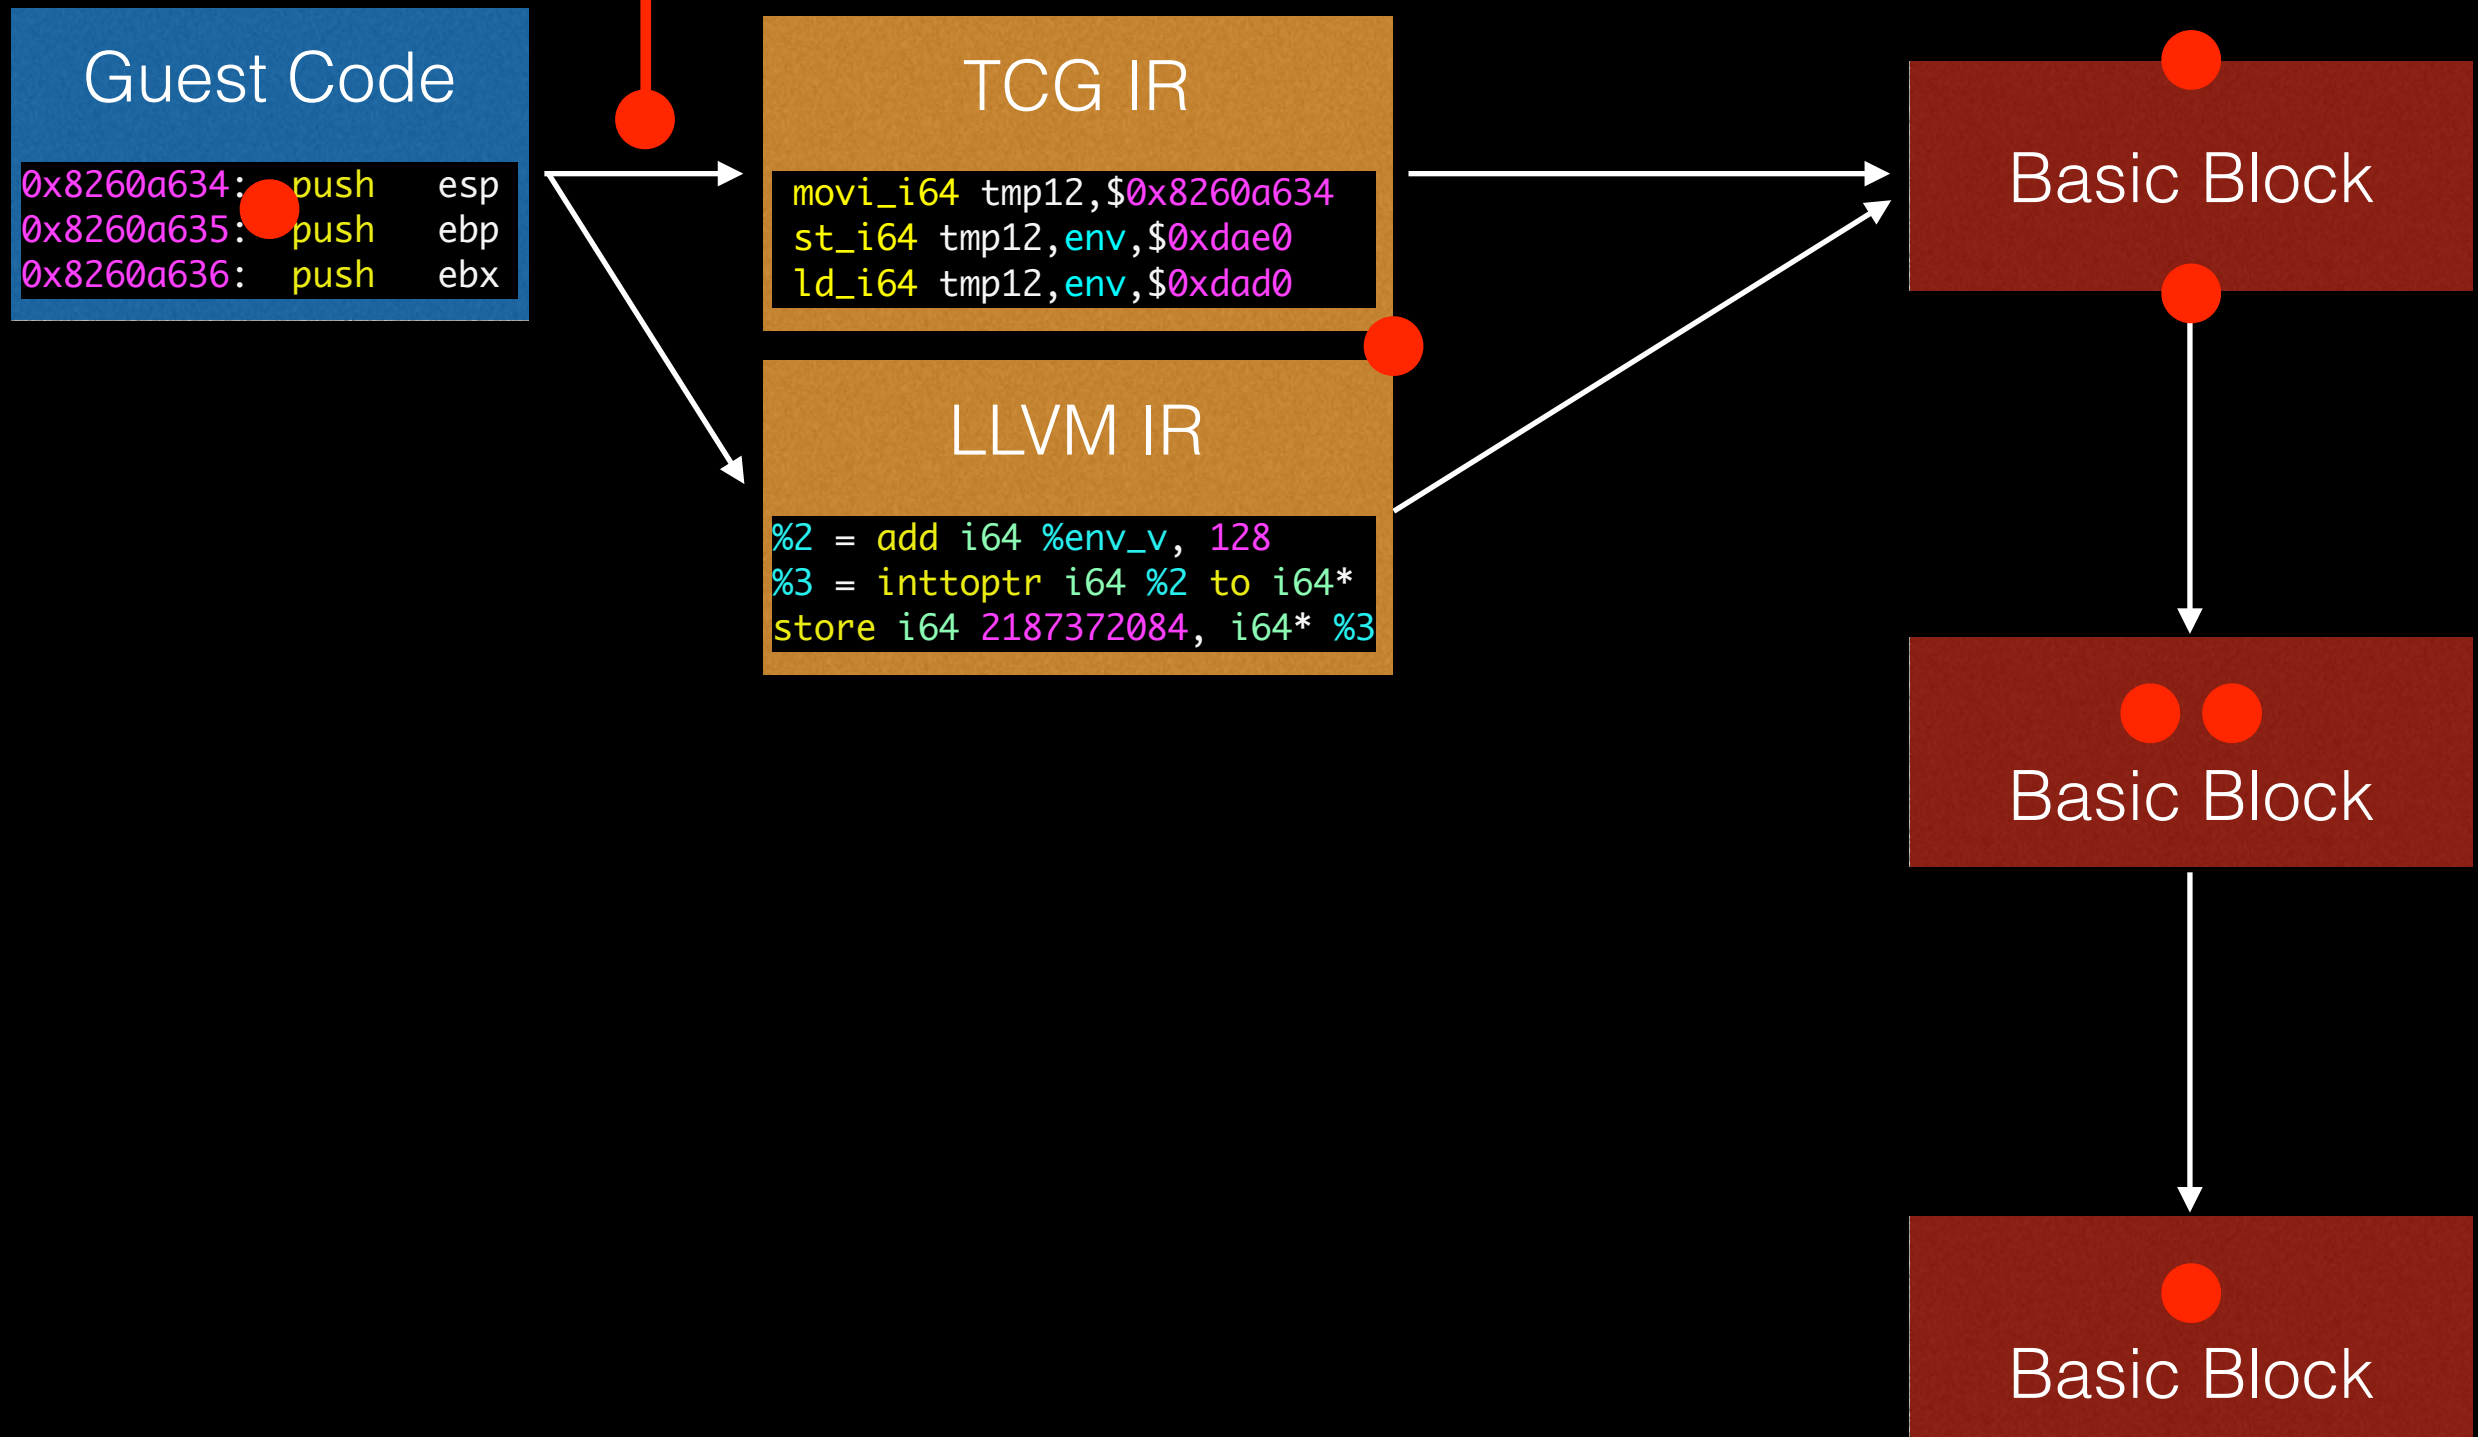 Guest Code
0x8260a634: push esp
0x8260a635: push ebp
0x8260a636: push ebx
TCG IR
movi_i64 tmp12,$0x8260a634
st_i64 tmp12,env,$0xdae0
ld_i64 tmp12,env,$0xdad0
LLVM IR
%2 = add i64 %env_v, 128
%3 = inttoptr i64 %2 to i64*
store i64 2187372084, i64* %3
Basic Block
Basic Block
Basic Block